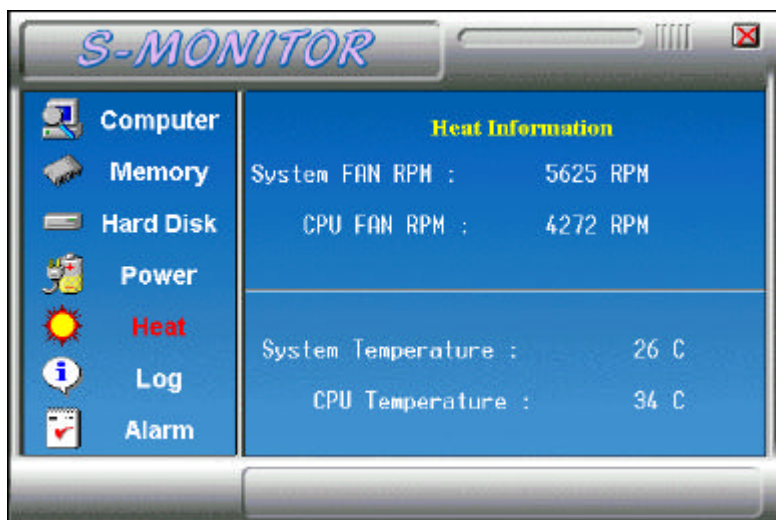 S-MONITOR
Computer
Memory
Hard Disk
Power
Heat
Log
Alarm
Heat Information
System FAN RPM : 5625 RPM
CPU FAN RPM : 4272 RPM
System Temperature : 26 C
CPU Temperature : 34 C